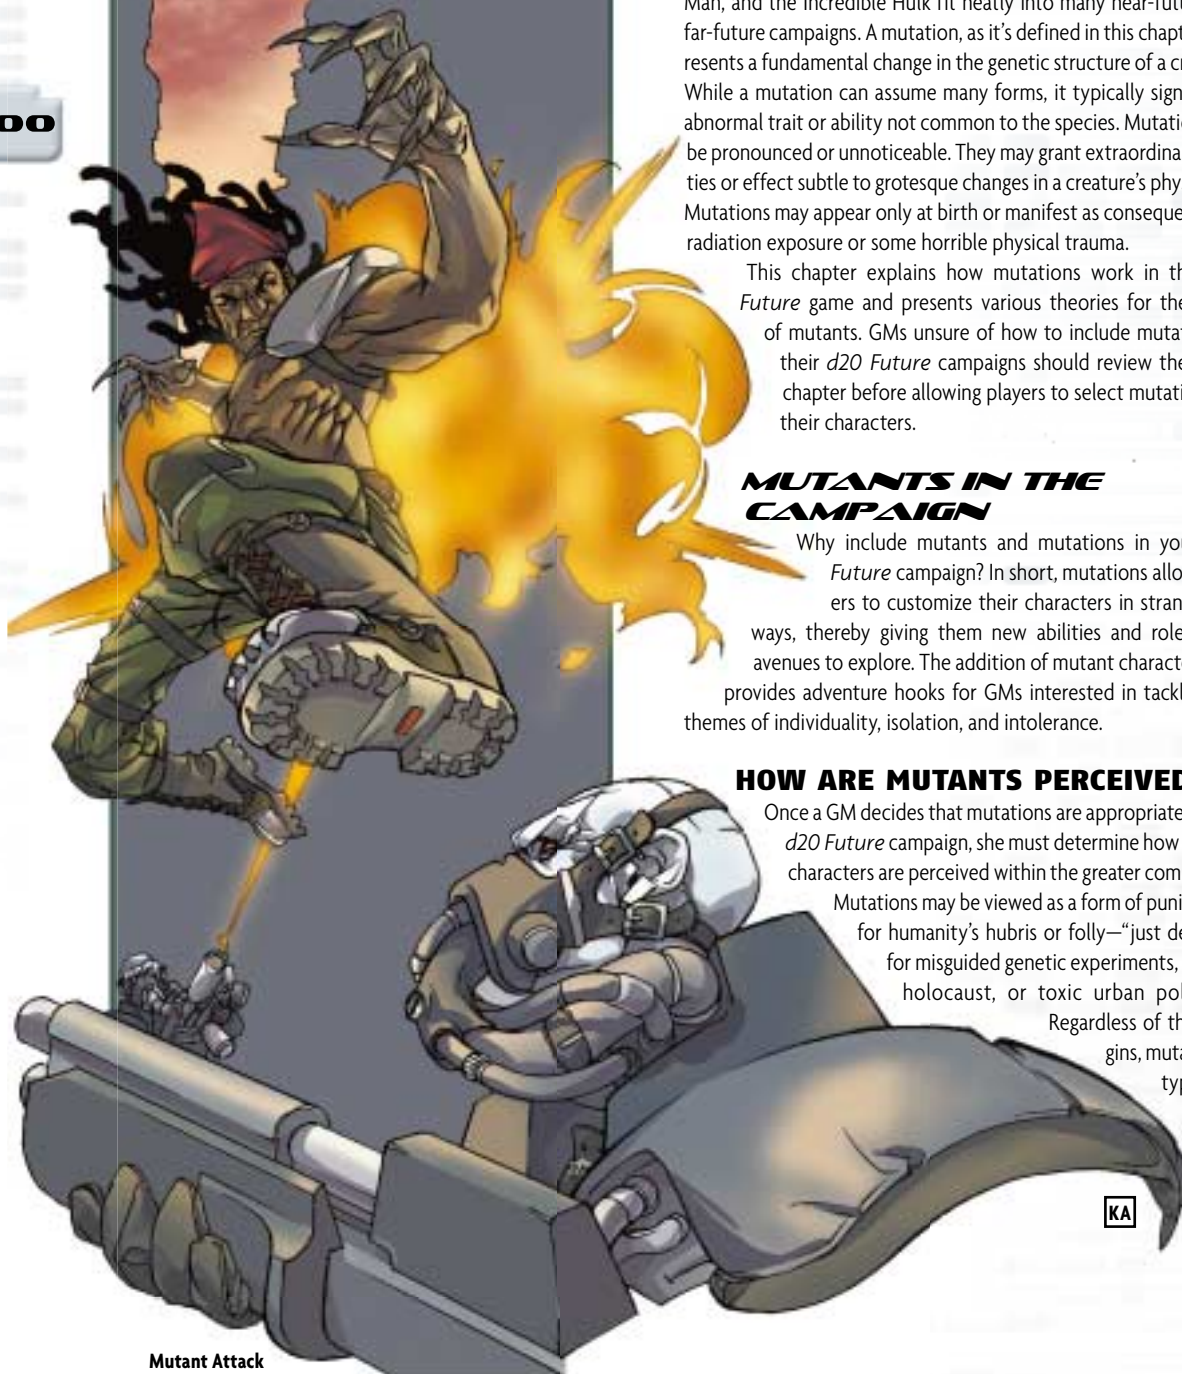 OO
Man, and the Incredible Hulk fit neatly into many near-futu
far-future campaigns. A mutation, as it's defined in this chapt
resents a fundamental change in the genetic structure of a cr
While a mutation can assume many forms, it typically sign
abnormal trait or ability not common to the species. Mutatio
be pronounced or unnoticeable. They may grant extraordina
ties or effect subtle to grotesque changes in a creature's phy
Mutations may appear only at birth or manifest as conseque
radiation exposure or some horrible physical trauma.
This chapter explains how mutations work in th
Future game and presents various theories for the
of mutants. GMs unsure of how to include mutat
their d20 Future campaigns should review the
chapter before allowing players to select mutati
their characters.
MUTANTS IN THE
CAMPAIGN
Why include mutants and mutations in you
Future campaign? In short, mutations allo
ers to customize their characters in stran
ways, thereby giving them new abilities and role
avenues to explore. The addition of mutant characte
provides adventure hooks for GMs interested in tackl
themes of individuality, isolation, and intolerance.
HOW ARE MUTANTS PERCEIVED
Once a GM decides that mutations are appropriate
d20 Future campaign, she must determine how
characters are perceived within the greater com
Mutations may be viewed as a form of puni
for humanity's hubris or folly—“just de
for misguided genetic experiments,
holocaust, or toxic urban pol
Regardless of th
gins, muta
typ
KA
Mutant Attack